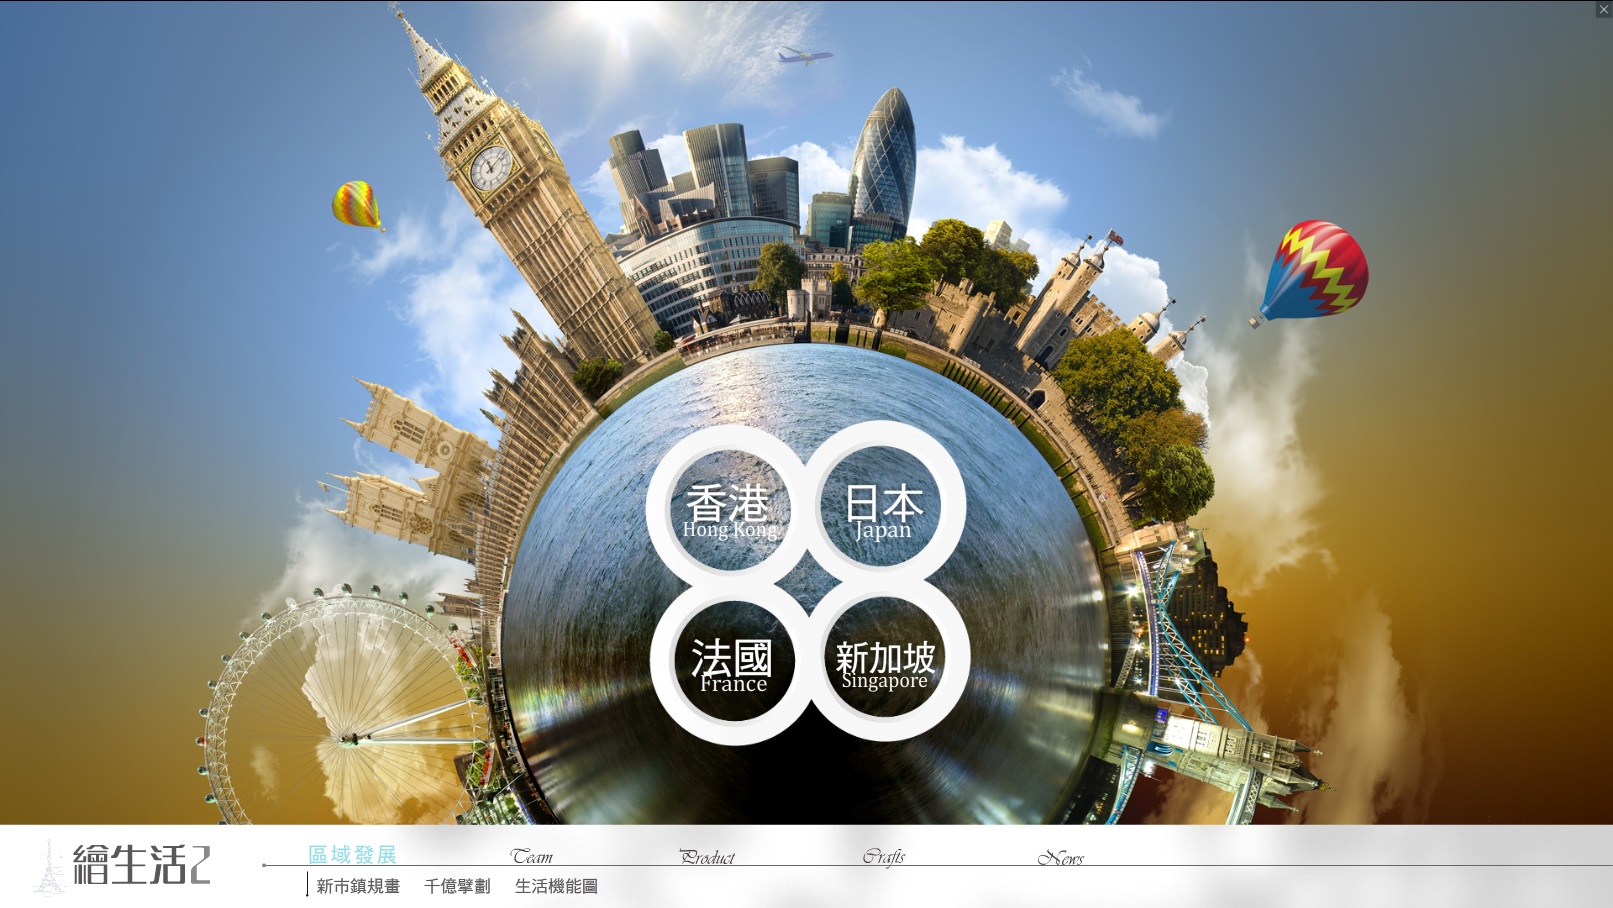 香港
Hong Kong
日本
Japan
法國
France
新加坡
Singapore
繪生活2
區域發展
Team
Product
Crafts
News
新市鎮規畫
千億擘劃
生活機能圖